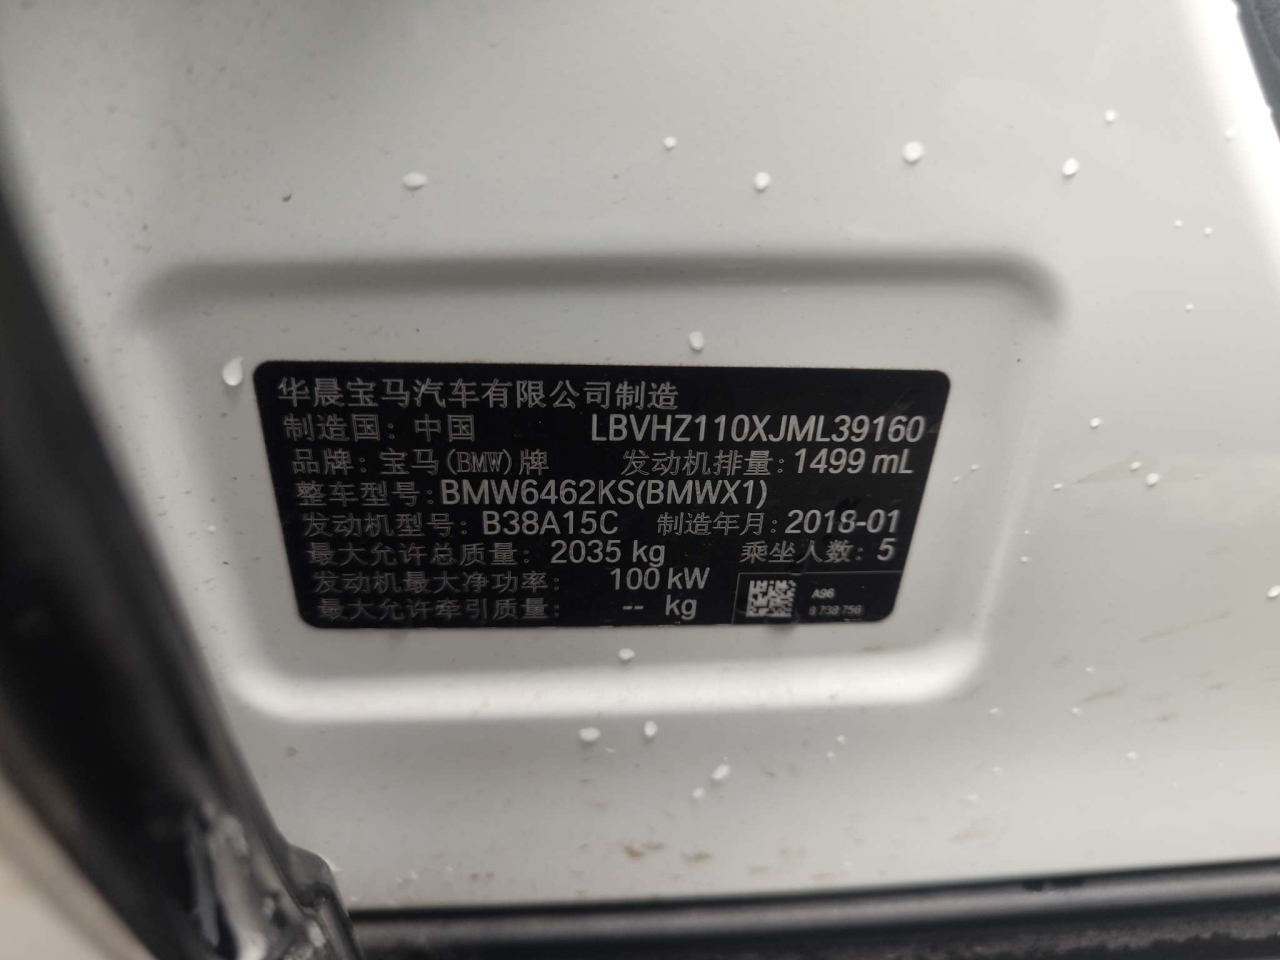 华晨宝马汽车有限公司制造
制造国：中国 LBVHZ110XJML39160
品牌：宝马(BMW)牌 发动机排量：1499 mL
整车型号：BMW6462KS(BMWX1)
发动机型号：B38A15C 制造年月：2018-01
最大允许总质量：2035 kg 乘坐人数：5
发动机最大净功率：100 kW
最大允许牵引质量：-- kg
A96
8 738 756